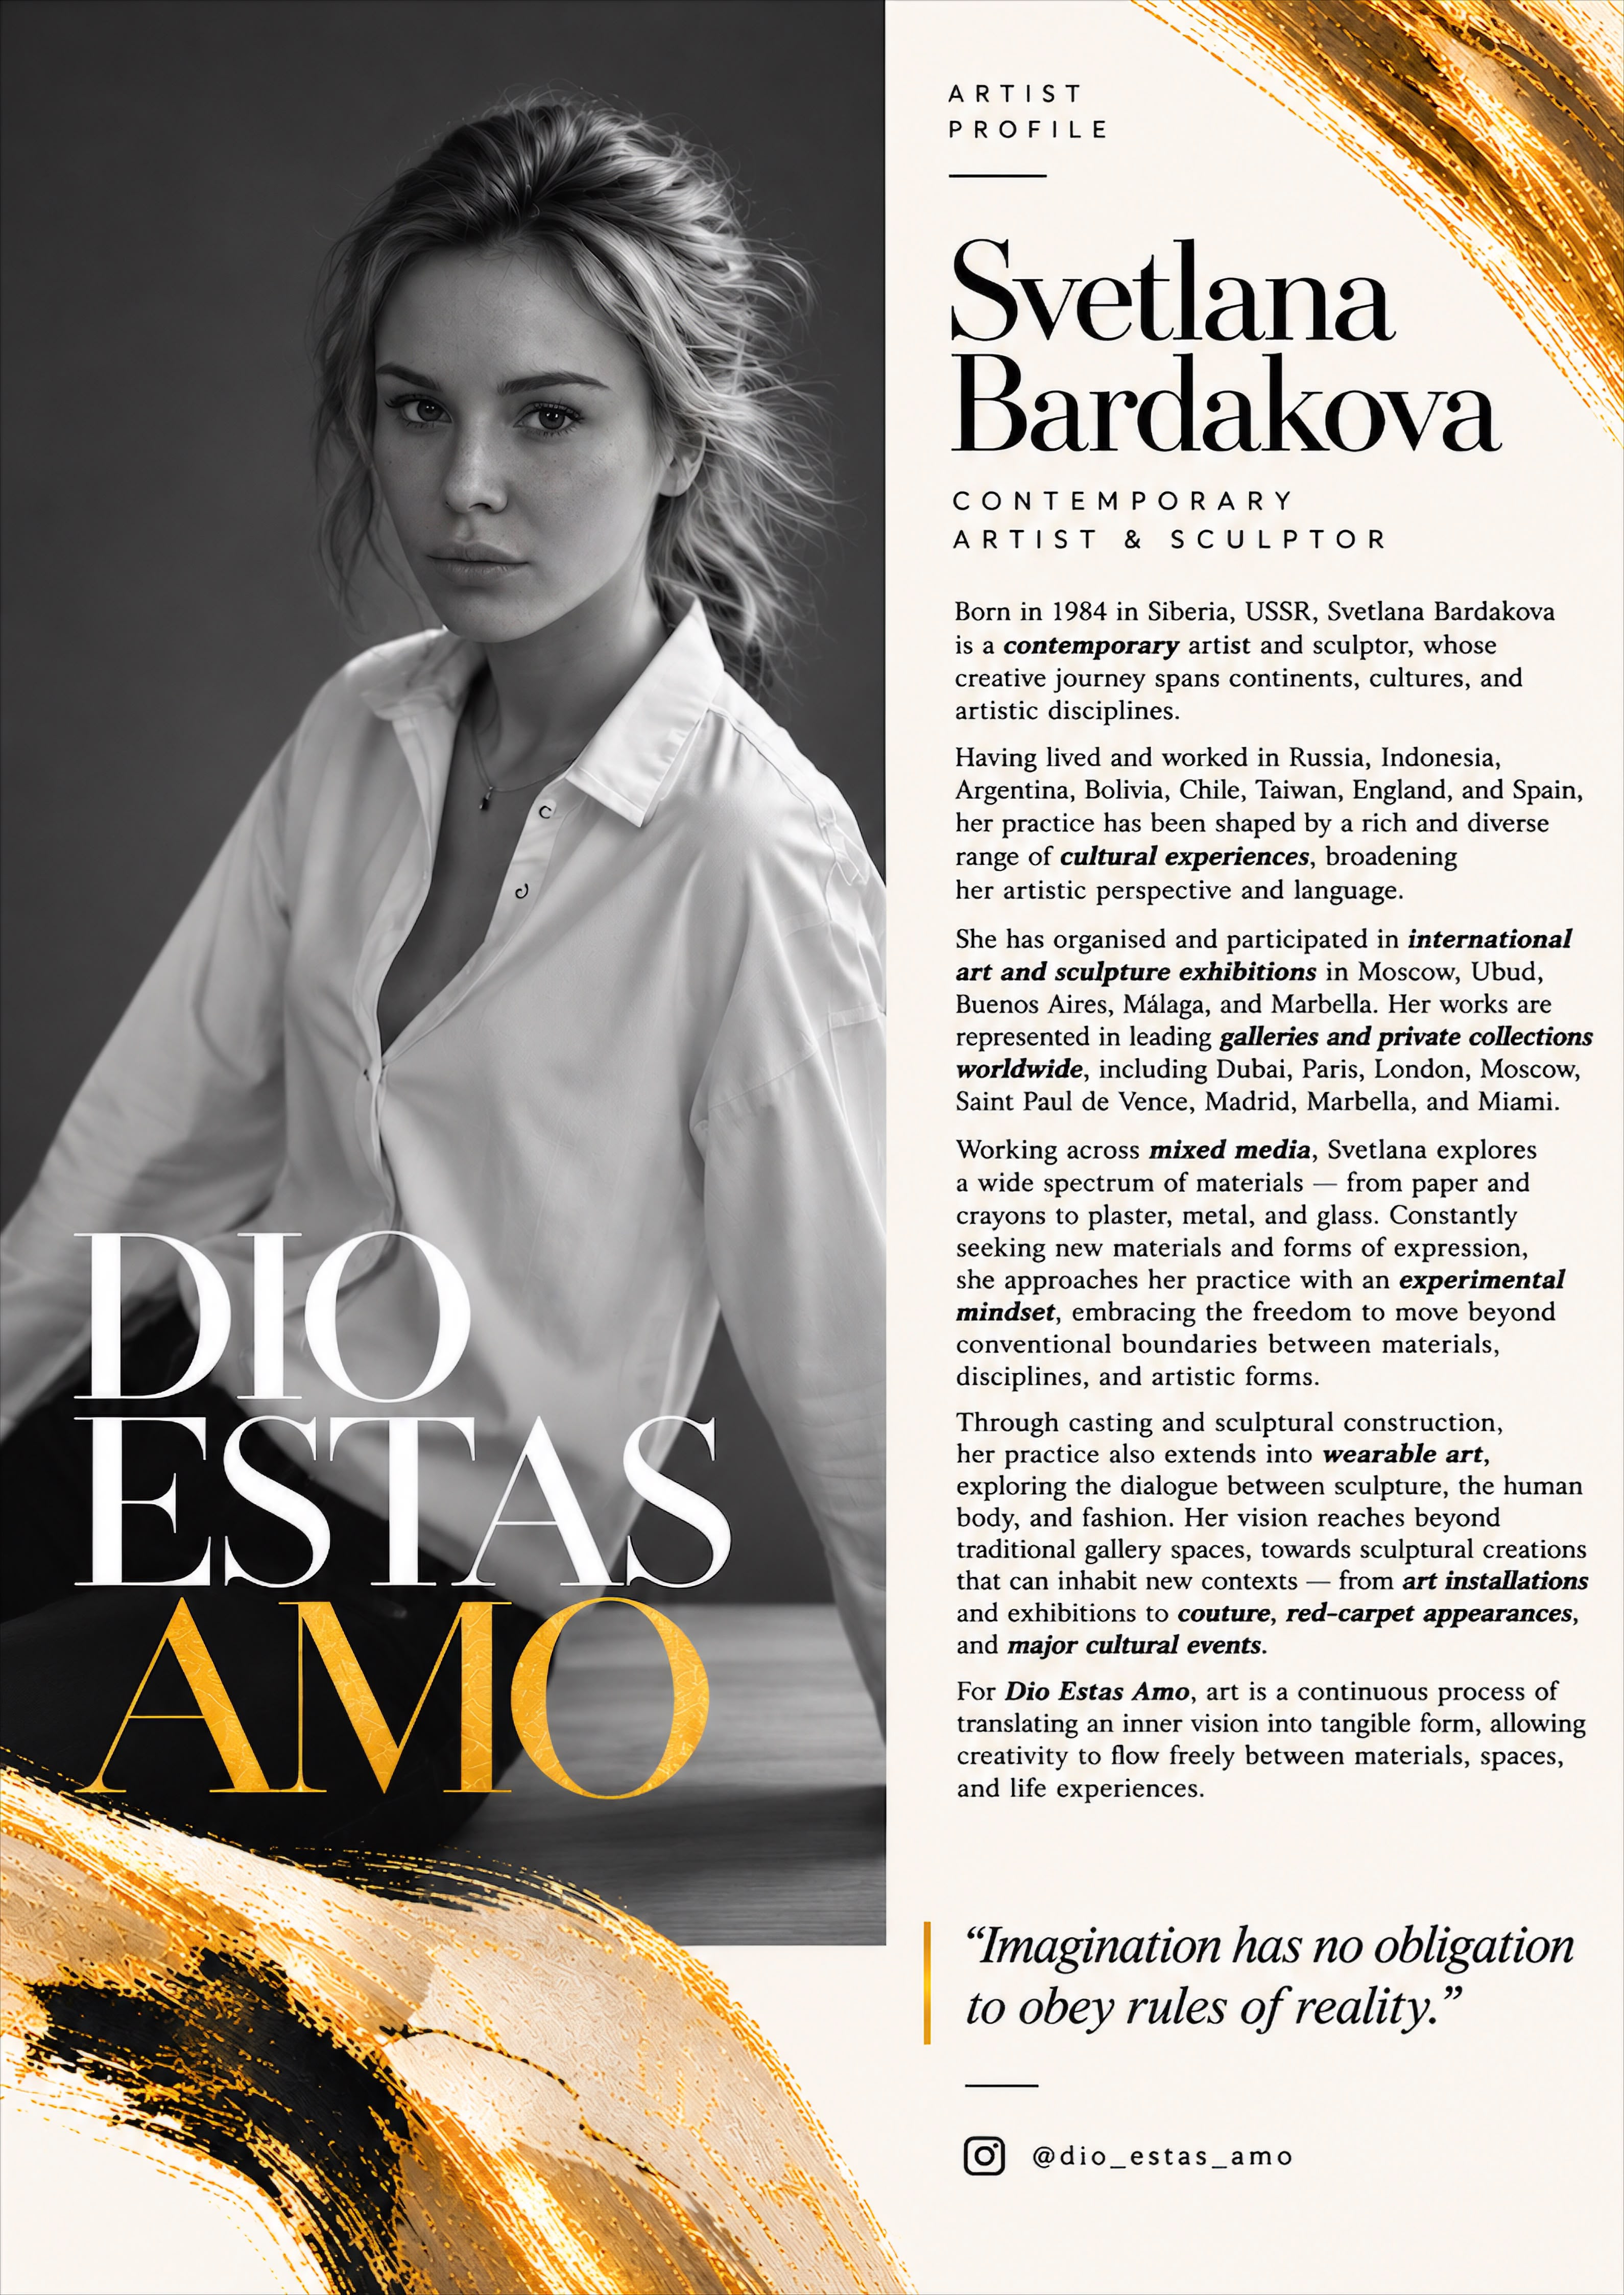 ARTIST
PROFILE
Svetlana
Bardakova
CONTEMPORARY
ARTIST & SCULPTOR
Born in 1984 in Siberia, USSR, Svetlana Bardakova
is a contemporary artist and sculptor, whose
creative journey spans continents, cultures, and
artistic disciplines.
Having lived and worked in Russia, Indonesia,
Argentina, Bolivia, Chile, Taiwan, England, and Spain,
her practice has been shaped by a rich and diverse
range of cultural experiences, broadening
her artistic perspective and language.
She has organised and participated in international
art and sculpture exhibitions in Moscow, Ubud,
Buenos Aires, Málaga, and Marbella. Her works are
represented in leading galleries and private collections
worldwide, including Dubai, Paris, London, Moscow,
Saint Paul de Vence, Madrid, Marbella, and Miami.
Working across mixed media, Svetlana explores
a wide spectrum of materials — from paper and
crayons to plaster, metal, and glass. Constantly
seeking new materials and forms of expression,
she approaches her practice with an experimental
mindset, embracing the freedom to move beyond
conventional boundaries between materials,
disciplines, and artistic forms.
Through casting and sculptural construction,
her practice also extends into wearable art,
exploring the dialogue between sculpture, the human
body, and fashion. Her vision reaches beyond
traditional gallery spaces, towards sculptural creations
that can inhabit new contexts — from art installations
and exhibitions to couture, red-carpet appearances,
and major cultural events.
For Dio Estas Amo, art is a continuous process of
translating an inner vision into tangible form, allowing
creativity to flow freely between materials, spaces,
and life experiences.
“Imagination has no obligation
to obey rules of reality.”
@dio_estas_amo
DIO
ESTAS
AMO